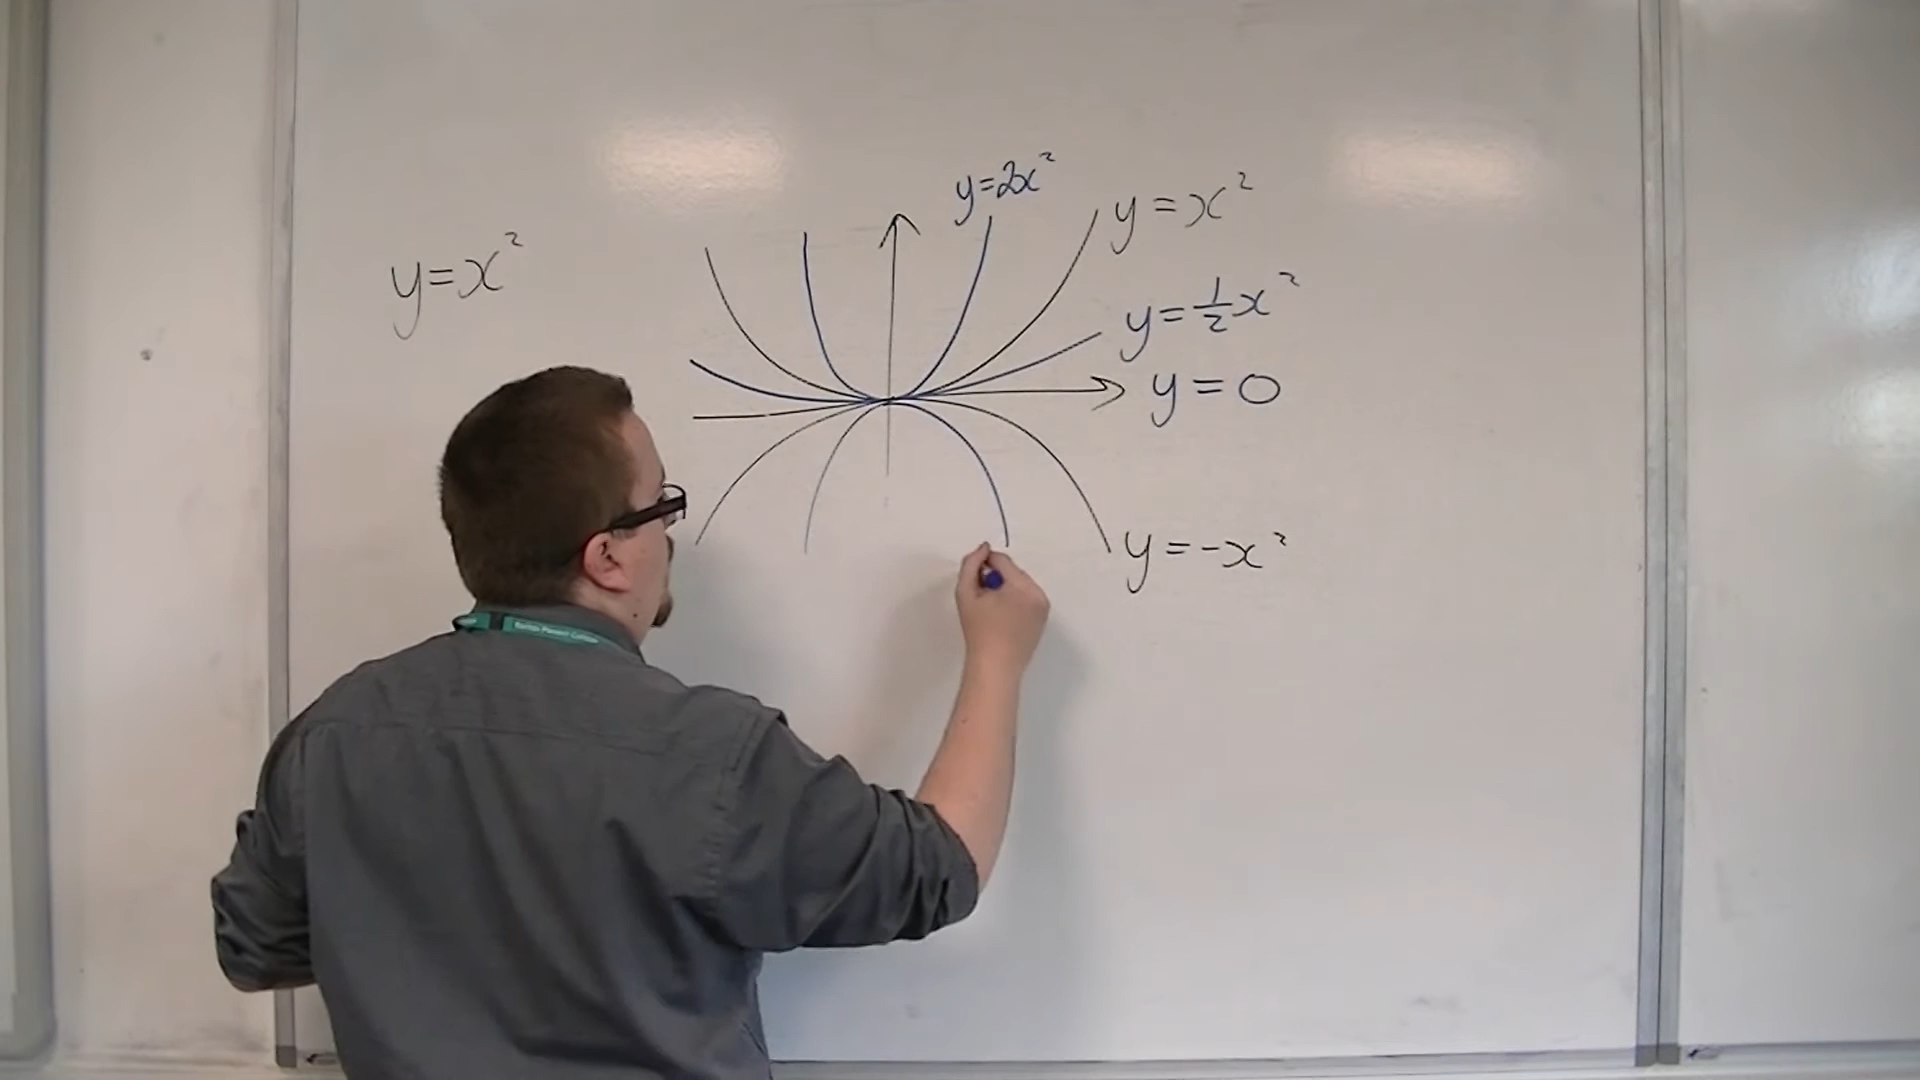 y=2x²
y=x²
y=x²
y=½x²
y=0
y=-x²